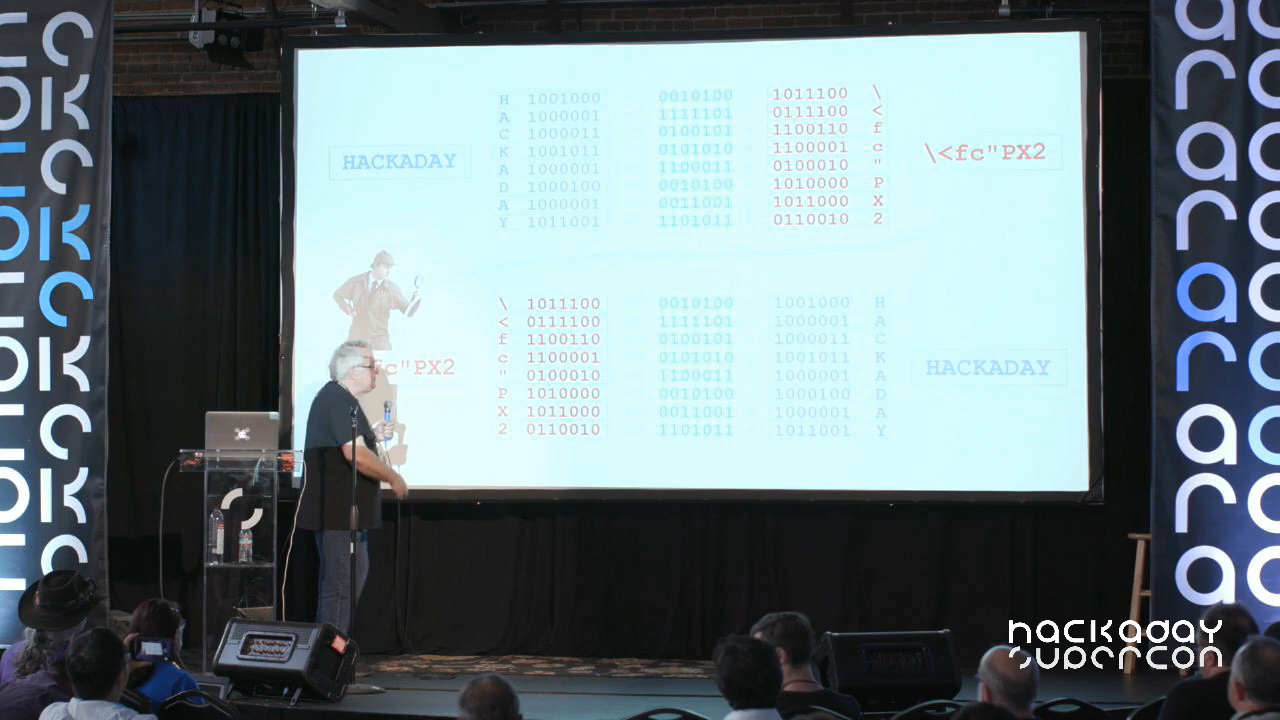 H 1001000 0010100 1011100 \
A 1000001 1111101 0111100 <
C 1000011 0100101 1100110 f
K 1001011 0101010 1100001 c
A 1000001 1100011 0100010 "
D 1000100 0010100 1010000 P
A 1000001 0011001 1011000 X
Y 1011001 1101011 0110010 2
HACKADAY
\<fc"PX2
\ 1011100 0010100 1001000 H
< 0111100 1111101 1000001 A
f 1100110 0100101 1000011 C
c 1100001 0101010 1001011 K
" 0100010 1100011 1000001 A
P 1010000 0010100 1000100 D
X 1011000 0011001 1000001 A
2 0110010 1101011 1011001 Y
fc"PX2
HACKADAY
hackaday
supercon